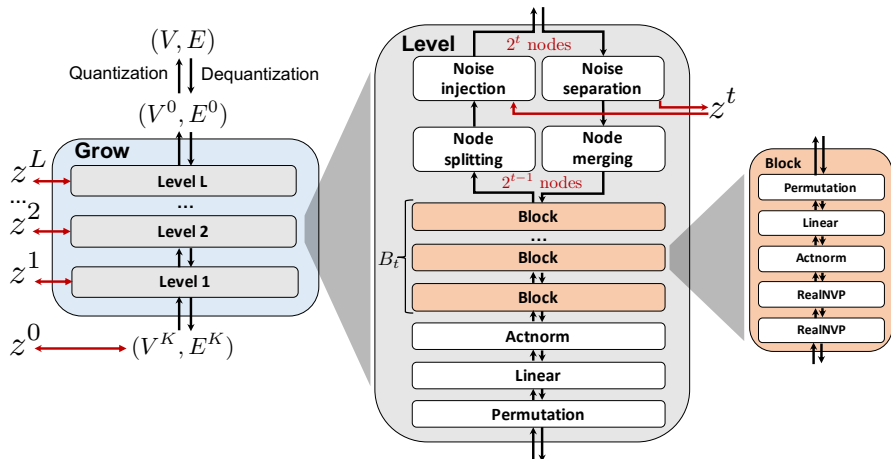 (V, E)
Quantization
Dequantization
(V^0, E^0)
Grow
z^L
Level L
...
...
z^2
Level 2
z^1
Level 1
z^0
(V^K, E^K)
Level
2^t nodes
Noise
injection
Noise
separation
z^t
Node
splitting
Node
merging
2^{t-1} nodes
B_t
Block
...
Block
Block
Actnorm
Linear
Permutation
Block
Permutation
Linear
Actnorm
RealNVP
RealNVP